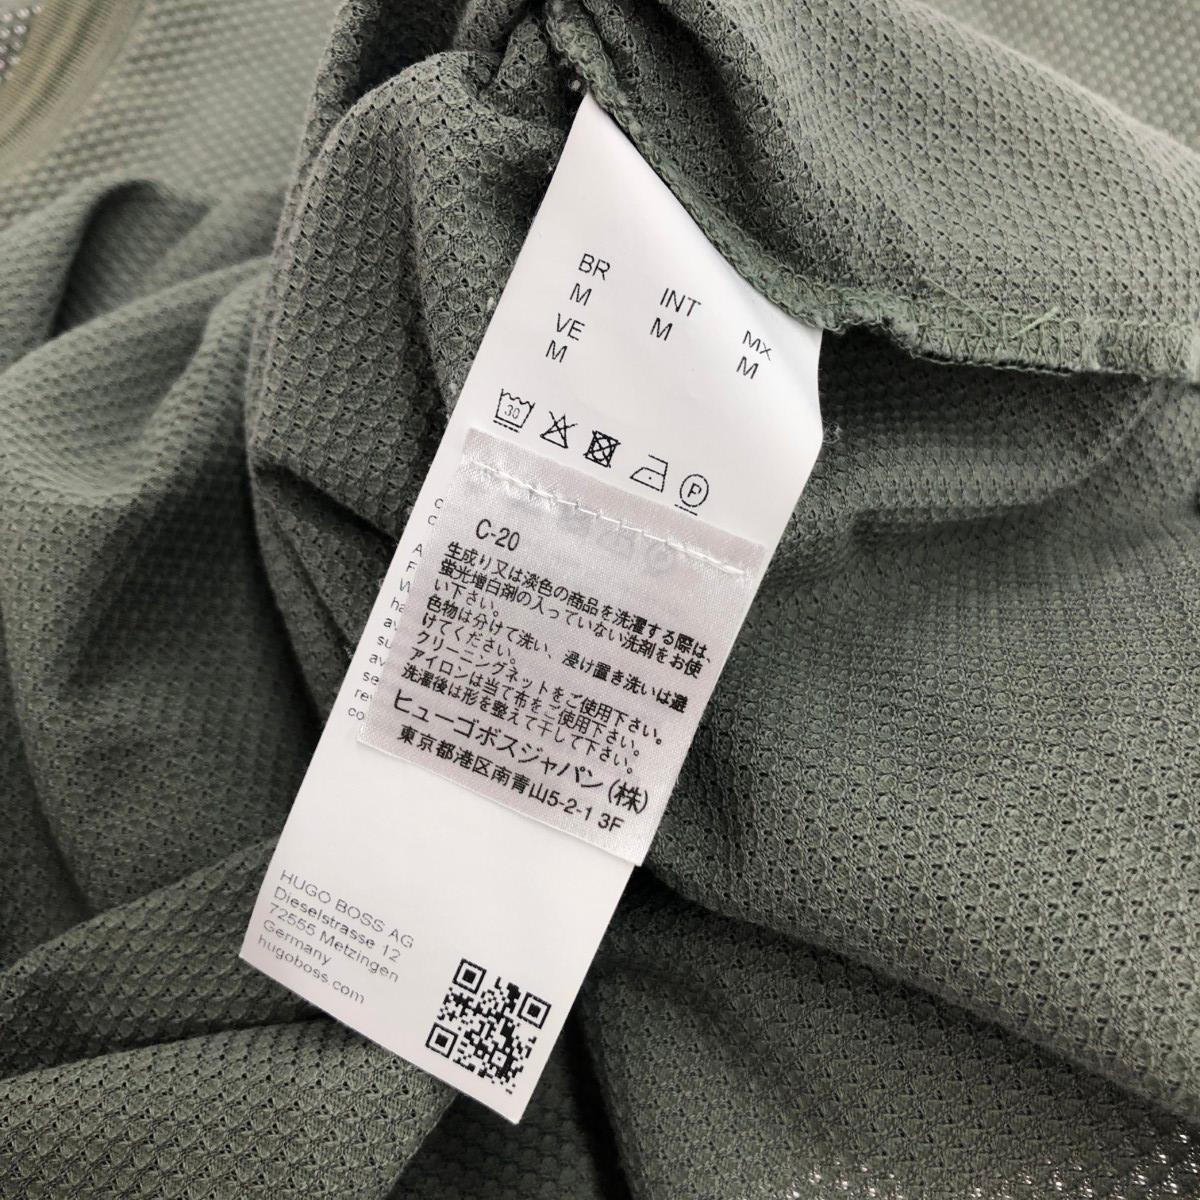 BR
M
INT
M
MX
M
VE
M
30
P
C-20
生成り又は淡色の商品を洗濯する際は、
蛍光増白剤の入っていない洗剤をお使
い下さい。
色物は分けて洗い、浸け置き洗いは避
けてください。
クリーニングネットをご使用下さい。
アイロンは当て布をご使用下さい。
洗濯後は形を整えて干して下さい。
ヒューゴボスジャパン(株)
東京都港区南青山5-2-1 3F
HUGO BOSS AG
Dieselstrasse 12
72555 Metzingen
Germany
hugoboss.com